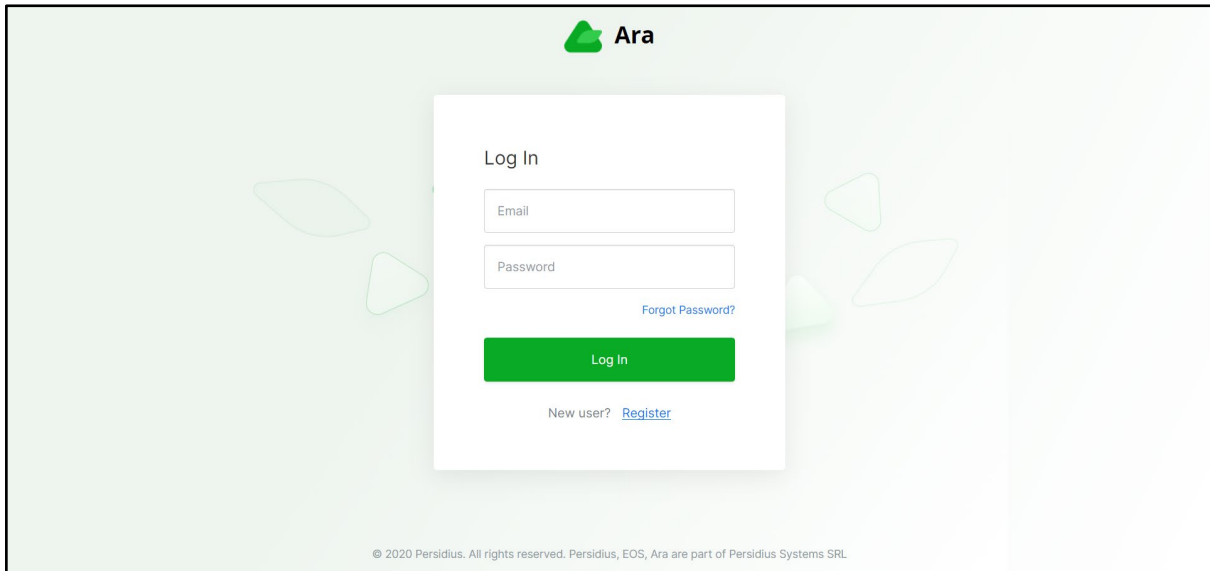 Ara
Log In
Email
Password
Forgot Password?
Log In
New user? Register
© 2020 Persidius. All rights reserved. Persidius, EOS, Ara are part of Persidius Systems SRL